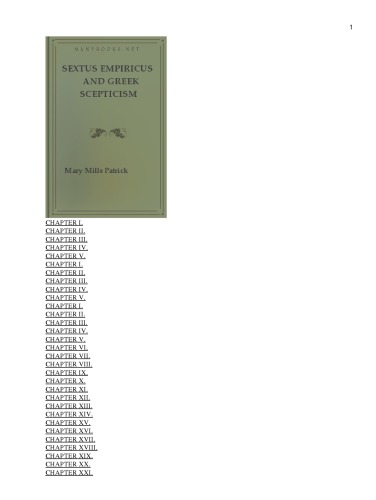 1
MANYBOOKS.NET
SEXTUS EMPIRICUS
AND GREEK
SCEPTICISM
Mary Mills Patrick
CHAPTER I.
CHAPTER II.
CHAPTER III.
CHAPTER IV.
CHAPTER V.
CHAPTER I.
CHAPTER II.
CHAPTER III.
CHAPTER IV.
CHAPTER V.
CHAPTER I.
CHAPTER II.
CHAPTER III.
CHAPTER IV.
CHAPTER V.
CHAPTER VI.
CHAPTER VII.
CHAPTER VIII.
CHAPTER IX.
CHAPTER X.
CHAPTER XI.
CHAPTER XII.
CHAPTER XIII.
CHAPTER XIV.
CHAPTER XV.
CHAPTER XVI.
CHAPTER XVII.
CHAPTER XVIII.
CHAPTER XIX.
CHAPTER XX.
CHAPTER XXI.